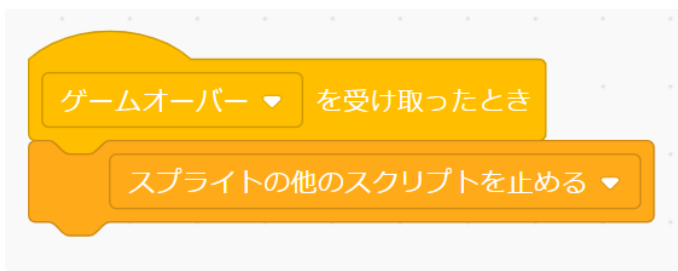 ゲームオーバー を受け取ったとき
スプライトの他のスクリプトを止める